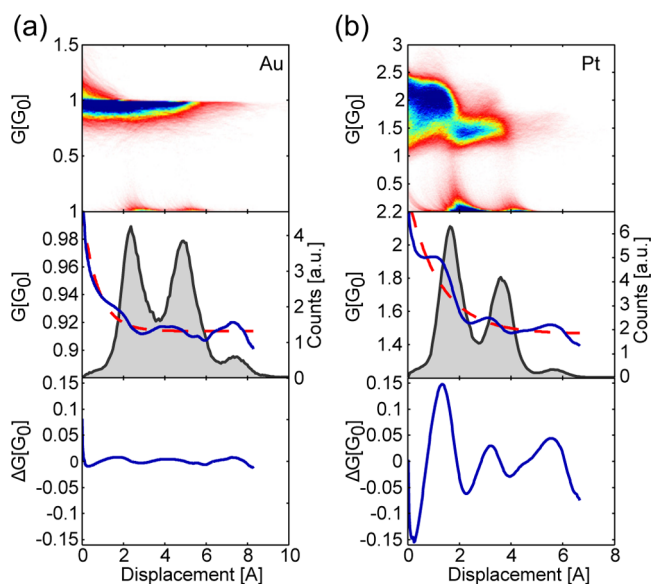 (a)
(b)
Au
Pt
G[G0]
1.5
1
0.5
G[G0]
3
2.5
2
1.5
1
0.5
G[G0]
1
0.98
0.96
0.94
0.92
0.9
Counts [a.u.]
4
3
2
1
0
G[G0]
2.2
2
1.8
1.6
1.4
Counts [a.u.]
6
5
4
3
2
1
0
ΔG[G0]
0.15
0.10
0.05
0
-0.05
-0.10
-0.15
0 2 4 6 8 10
Displacement [A]
ΔG[G0]
0.15
0.10
0.05
0
-0.05
-0.10
-0.15
0 2 4 6 8
Displacement [A]